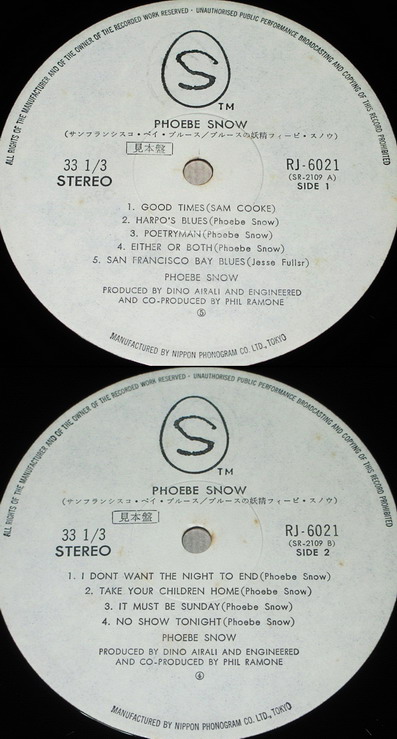 ALL RIGHTS OF THE MANUFACTURER AND OF THE OWNER OF THE RECORDED WORK RESERVED · UNAUTHORISED PUBLIC PERFORMANCE BROADCASTING AND COPYING OF THIS RECORD PROHIBITED
S
TM
PHOEBE SNOW
(サンフランシスコ・ベイ・ブルース/ブルースの妖精フィービ・スノウ)
見本盤
33 1/3
STEREO
RJ-6021
(SR-2109 A)
SIDE 1
1. GOOD TIMES(SAM COOKE)
2. HARPO'S BLUES(Phoebe Snow)
3. POETRYMAN(Phoebe Snow)
4. EITHER OR BOTH(Phoebe Snow)
5. SAN FRANCISCO BAY BLUES(Jesse Fullsr)
PHOEBE SNOW
PRODUCED BY DINO AIRALI AND ENGINEERED
AND CO-PRODUCED BY PHIL RAMONE
MANUFACTURED BY NIPPON PHONOGRAM CO. LTD., TOKYO
ALL RIGHTS OF THE MANUFACTURER AND OF THE OWNER OF THE RECORDED WORK RESERVED · UNAUTHORISED PUBLIC PERFORMANCE BROADCASTING AND COPYING OF THIS RECORD PROHIBITED
S
TM
PHOEBE SNOW
(サンフランシスコ・ベイ・ブルース/ブルースの妖精フィービ・スノウ)
見本盤
33 1/3
STEREO
RJ-6021
(SR-2109 B)
SIDE 2
1. I DONT WANT THE NIGHT TO END(Phoebe Snow)
2. TAKE YOUR CHILDREN HOME(Phoebe Snow)
3. IT MUST BE SUNDAY(Phoebe Snow)
4. NO SHOW TONIGHT(Phoebe Snow)
PHOEBE SNOW
PRODUCED BY DINO AIRALI AND ENGINEERED
AND CO-PRODUCED BY PHIL RAMONE
MANUFACTURED BY NIPPON PHONOGRAM CO. LTD., TOKYO